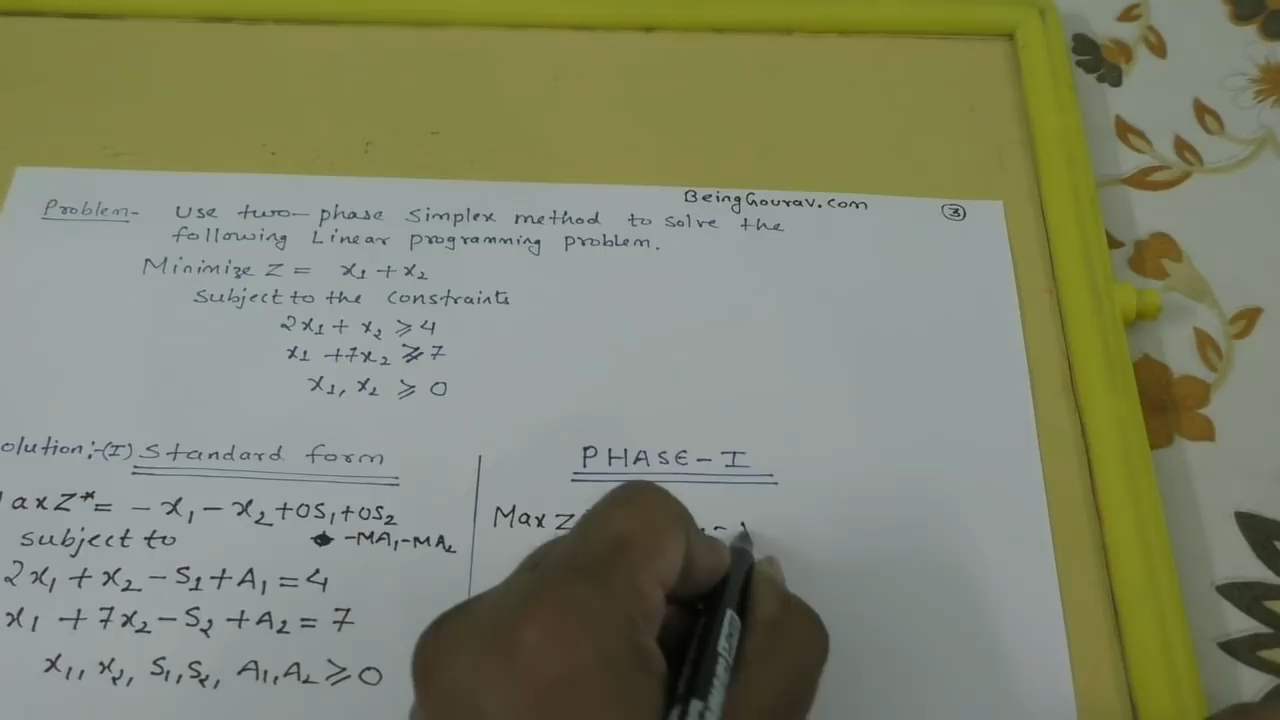 BeingGourav.com
3
Problem- Use two-phase simplex method to solve the
following Linear programming problem.
Minimize Z = x₁ + x₂
Subject to the constraints
2x₁ + x₂ ⩾ 4
x₁ + 7x₂ ⩾ 7
x₁, x₂ ⩾ 0
olution:-(I) Standard form
axZ* = - x₁ - x₂ + 0S₁ + 0S₂
-MA₁-MA₂
subject to
2x₁ + x₂ - S₁ + A₁ = 4
x₁ + 7x₂ - S₂ + A₂ = 7
x₁, x₂, S₁, S₂, A₁, A₂ ⩾ 0
PHASE-I
Max Z